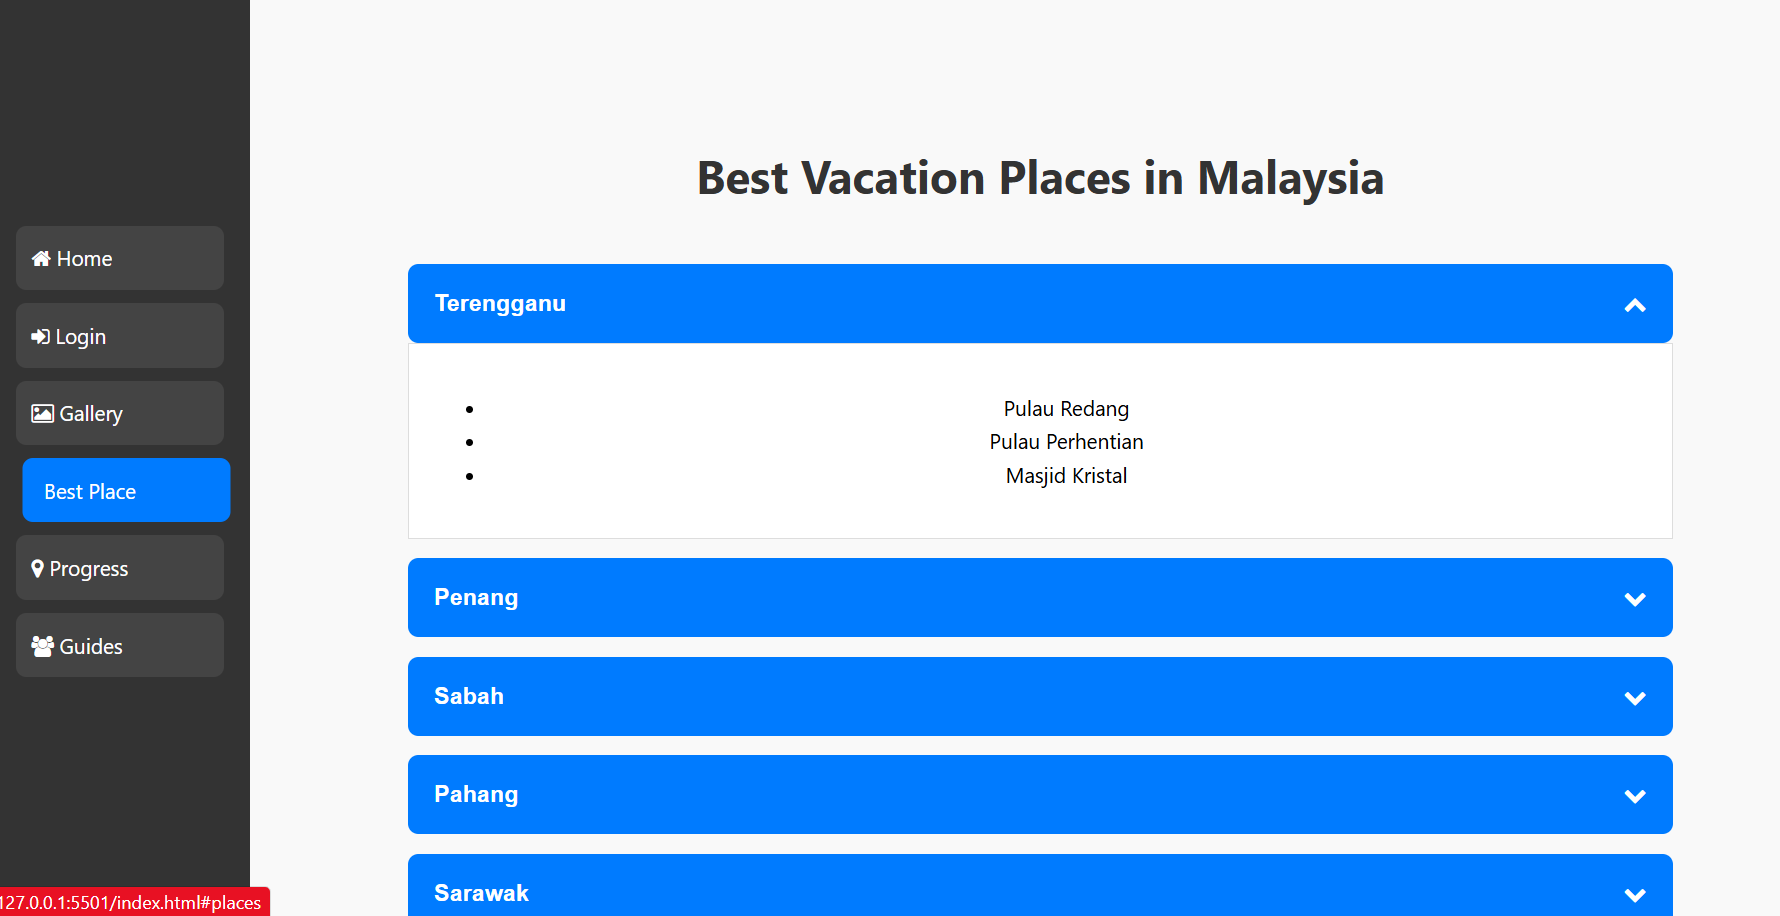 Best Vacation Places in Malaysia
Home
Login
Gallery
Best Place
Progress
Guides
Terengganu
Pulau Redang
Pulau Perhentian
Masjid Kristal
Penang
Sabah
Pahang
Sarawak
127.0.0.1:5501/index.html#places